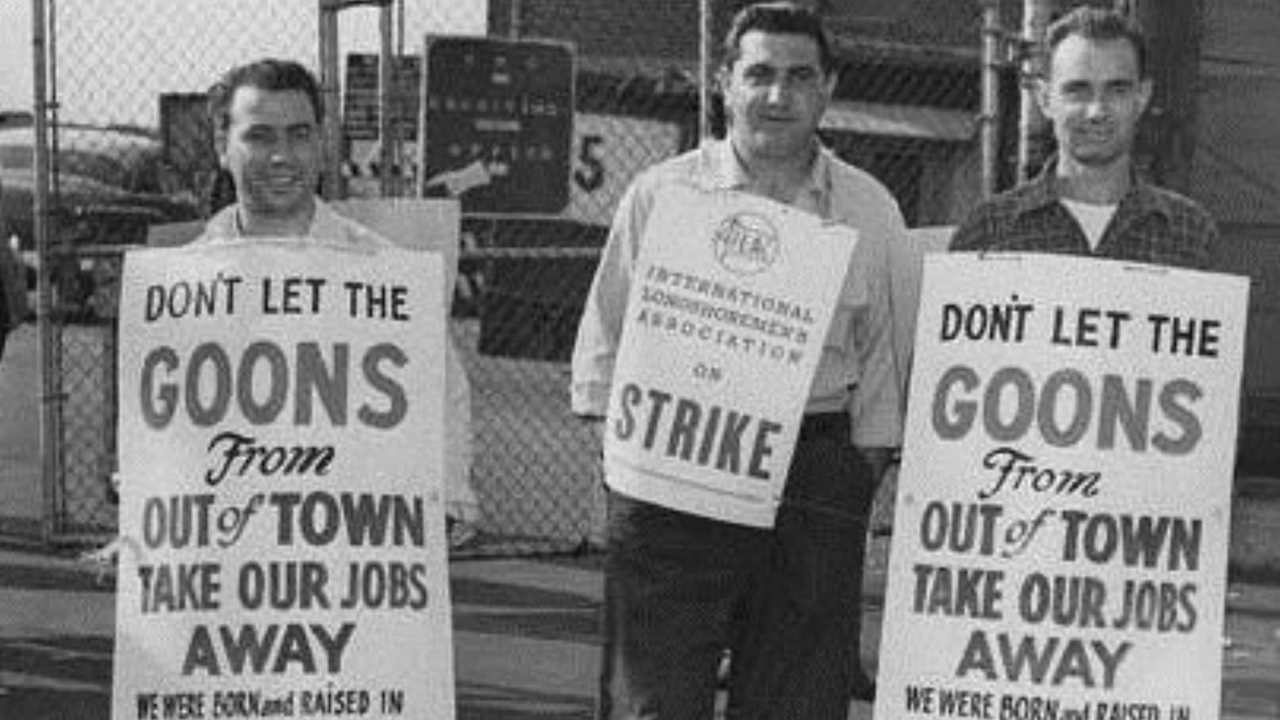 DON'T LET THE
GOONS
From
OUT of TOWN
TAKE OUR JOBS
AWAY
WE WERE BORN and RAISED IN
5
INTERNATIONAL
LONGSHOREMEN'S
ASSOCIATION
ON
STRIKE
DON'T LET THE
GOONS
From
OUT of TOWN
TAKE OUR JOBS
AWAY
WE WERE BORN and RAISED IN